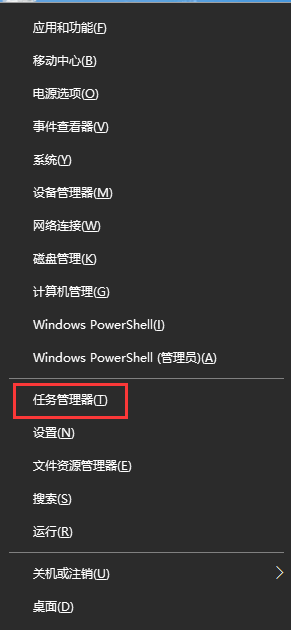 应用和功能(F)
移动中心(B)
电源选项(O)
事件查看器(V)
系统(Y)
设备管理器(M)
网络连接(W)
磁盘管理(K)
计算机管理(G)
Windows PowerShell(I)
Windows PowerShell (管理员)(A)
任务管理器(T)
设置(N)
文件资源管理器(E)
搜索(S)
运行(R)
关机或注销(U)
桌面(D)